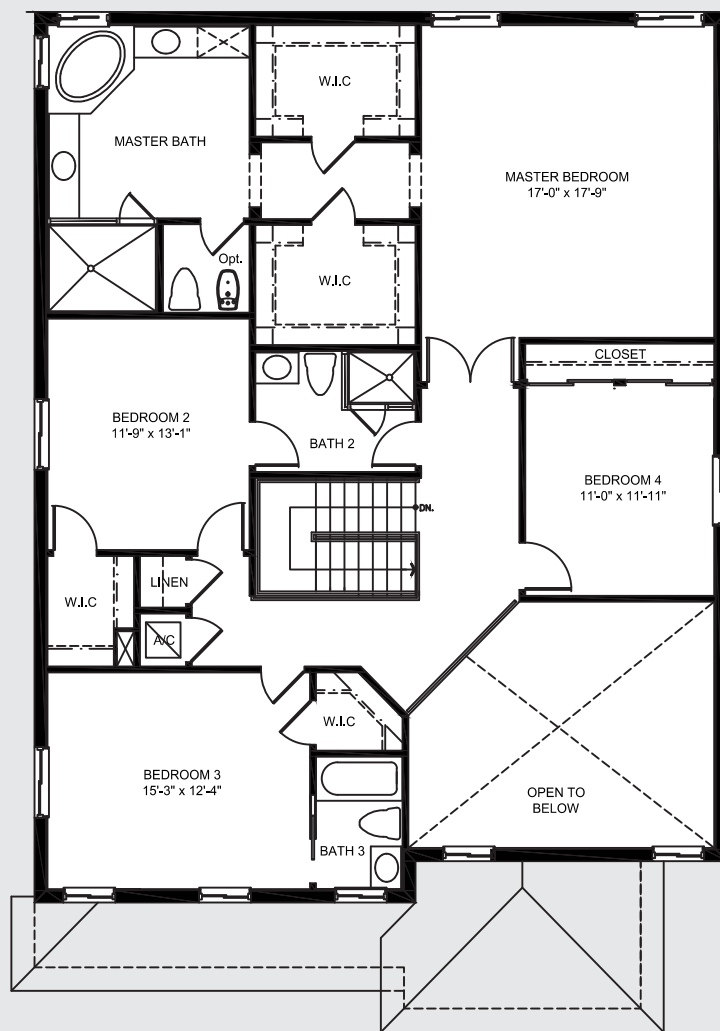 W.I.C
MASTER BATH
MASTER BEDROOM
17'-0" x 17'-9"
Opt.
W.I.C
CLOSET
BEDROOM 2
11'-9" x 13'-1"
BATH 2
BEDROOM 4
11'-0" x 11'-11"
DN.
LINEN
W.I.C
A/C
W.I.C
BEDROOM 3
15'-3" x 12'-4"
OPEN TO
BELOW
BATH 3